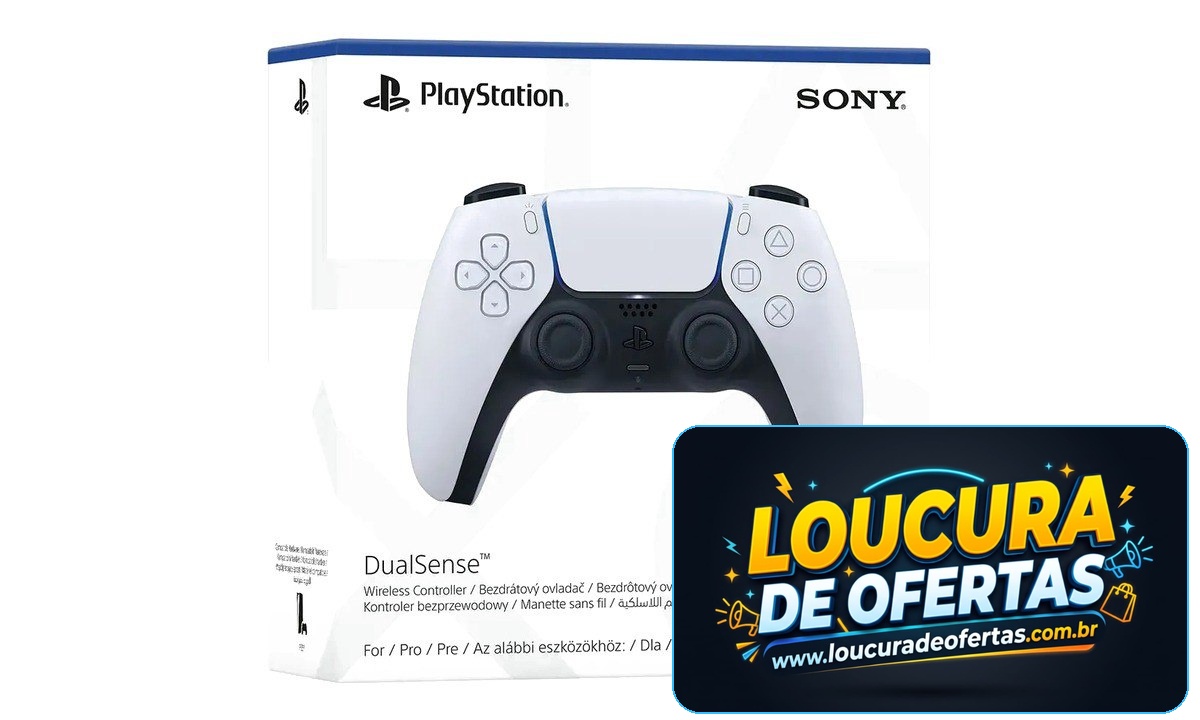 PlayStation®
SONY®
DualSense™
Wireless Controller / Bezdrátový ovladač / Bezdrôtový ov
Kontroler bezprzewodowy / Manette sans fil / م اللاسلكية
For / Pro / Pre / Az alábbi eszközökhöz: / Dla /
LOUCURA
DE OFERTAS
www.loucuradeofertas.com.br